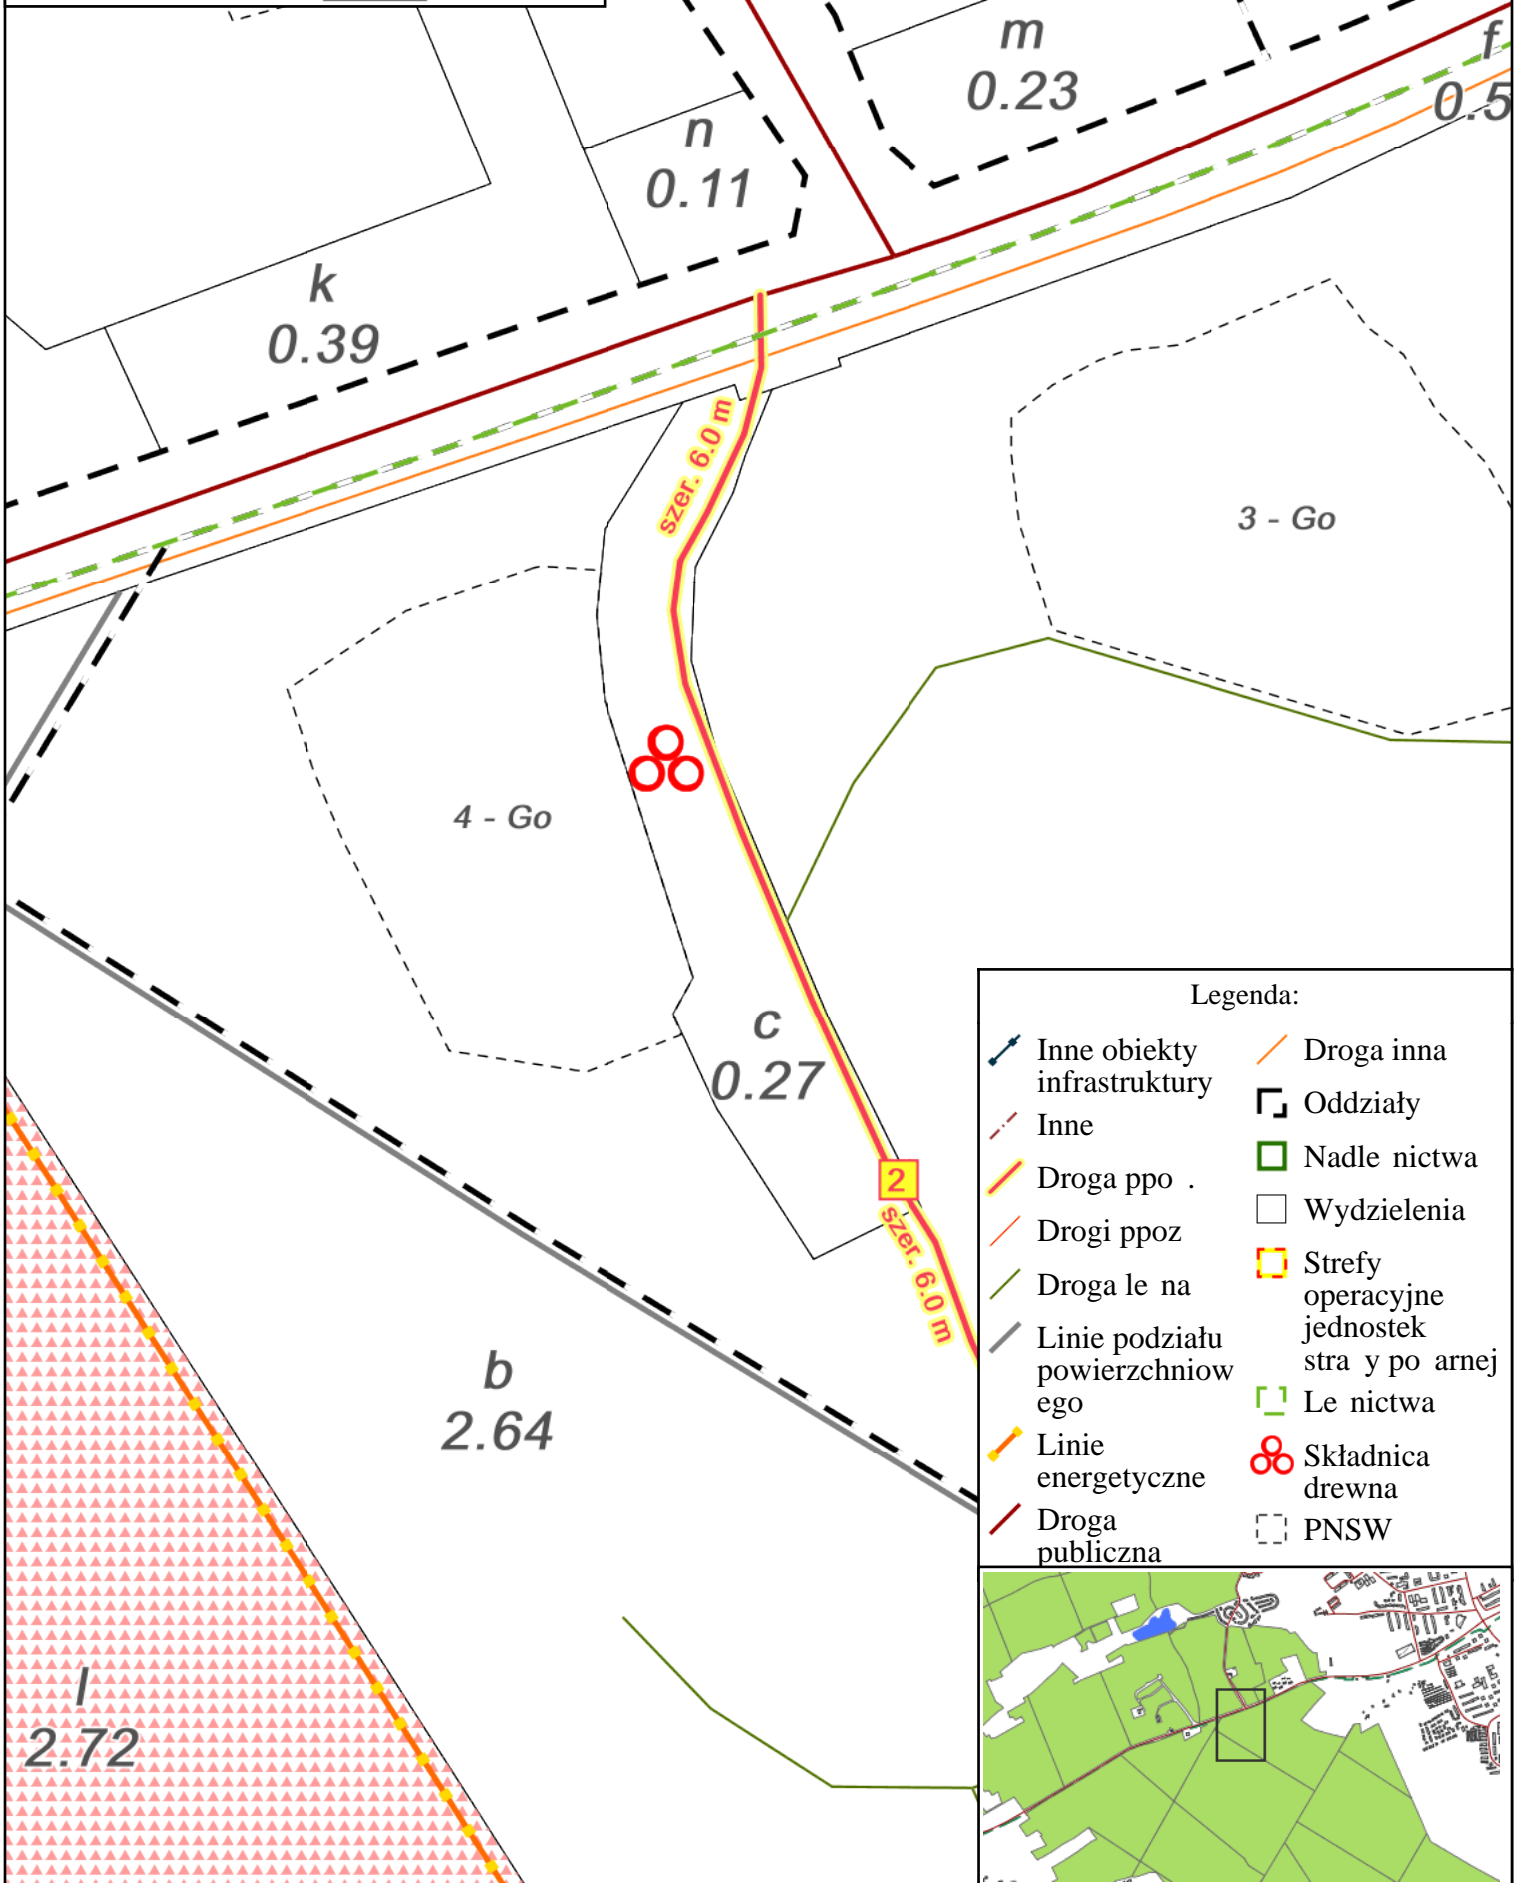 m
0.23
f
0.5
n
0.11
k
0.39
szer. 6.0 m
3 - Go
4 - Go
c
0.27
2
szer. 6.0 m
b
2.64
l
2.72
Legenda:
Inne obiekty
infrastruktury
Inne
Droga ppo .
Drogi ppoz
Droga le na
Linie podziału
powierzchniow
ego
Linie
energetyczne
Droga
publiczna
Droga inna
Oddziały
Nadle nictwa
Wydzielenia
Strefy
operacyjne
jednostek
stra y po arnej
Le nictwa
Składnica
drewna
PNSW